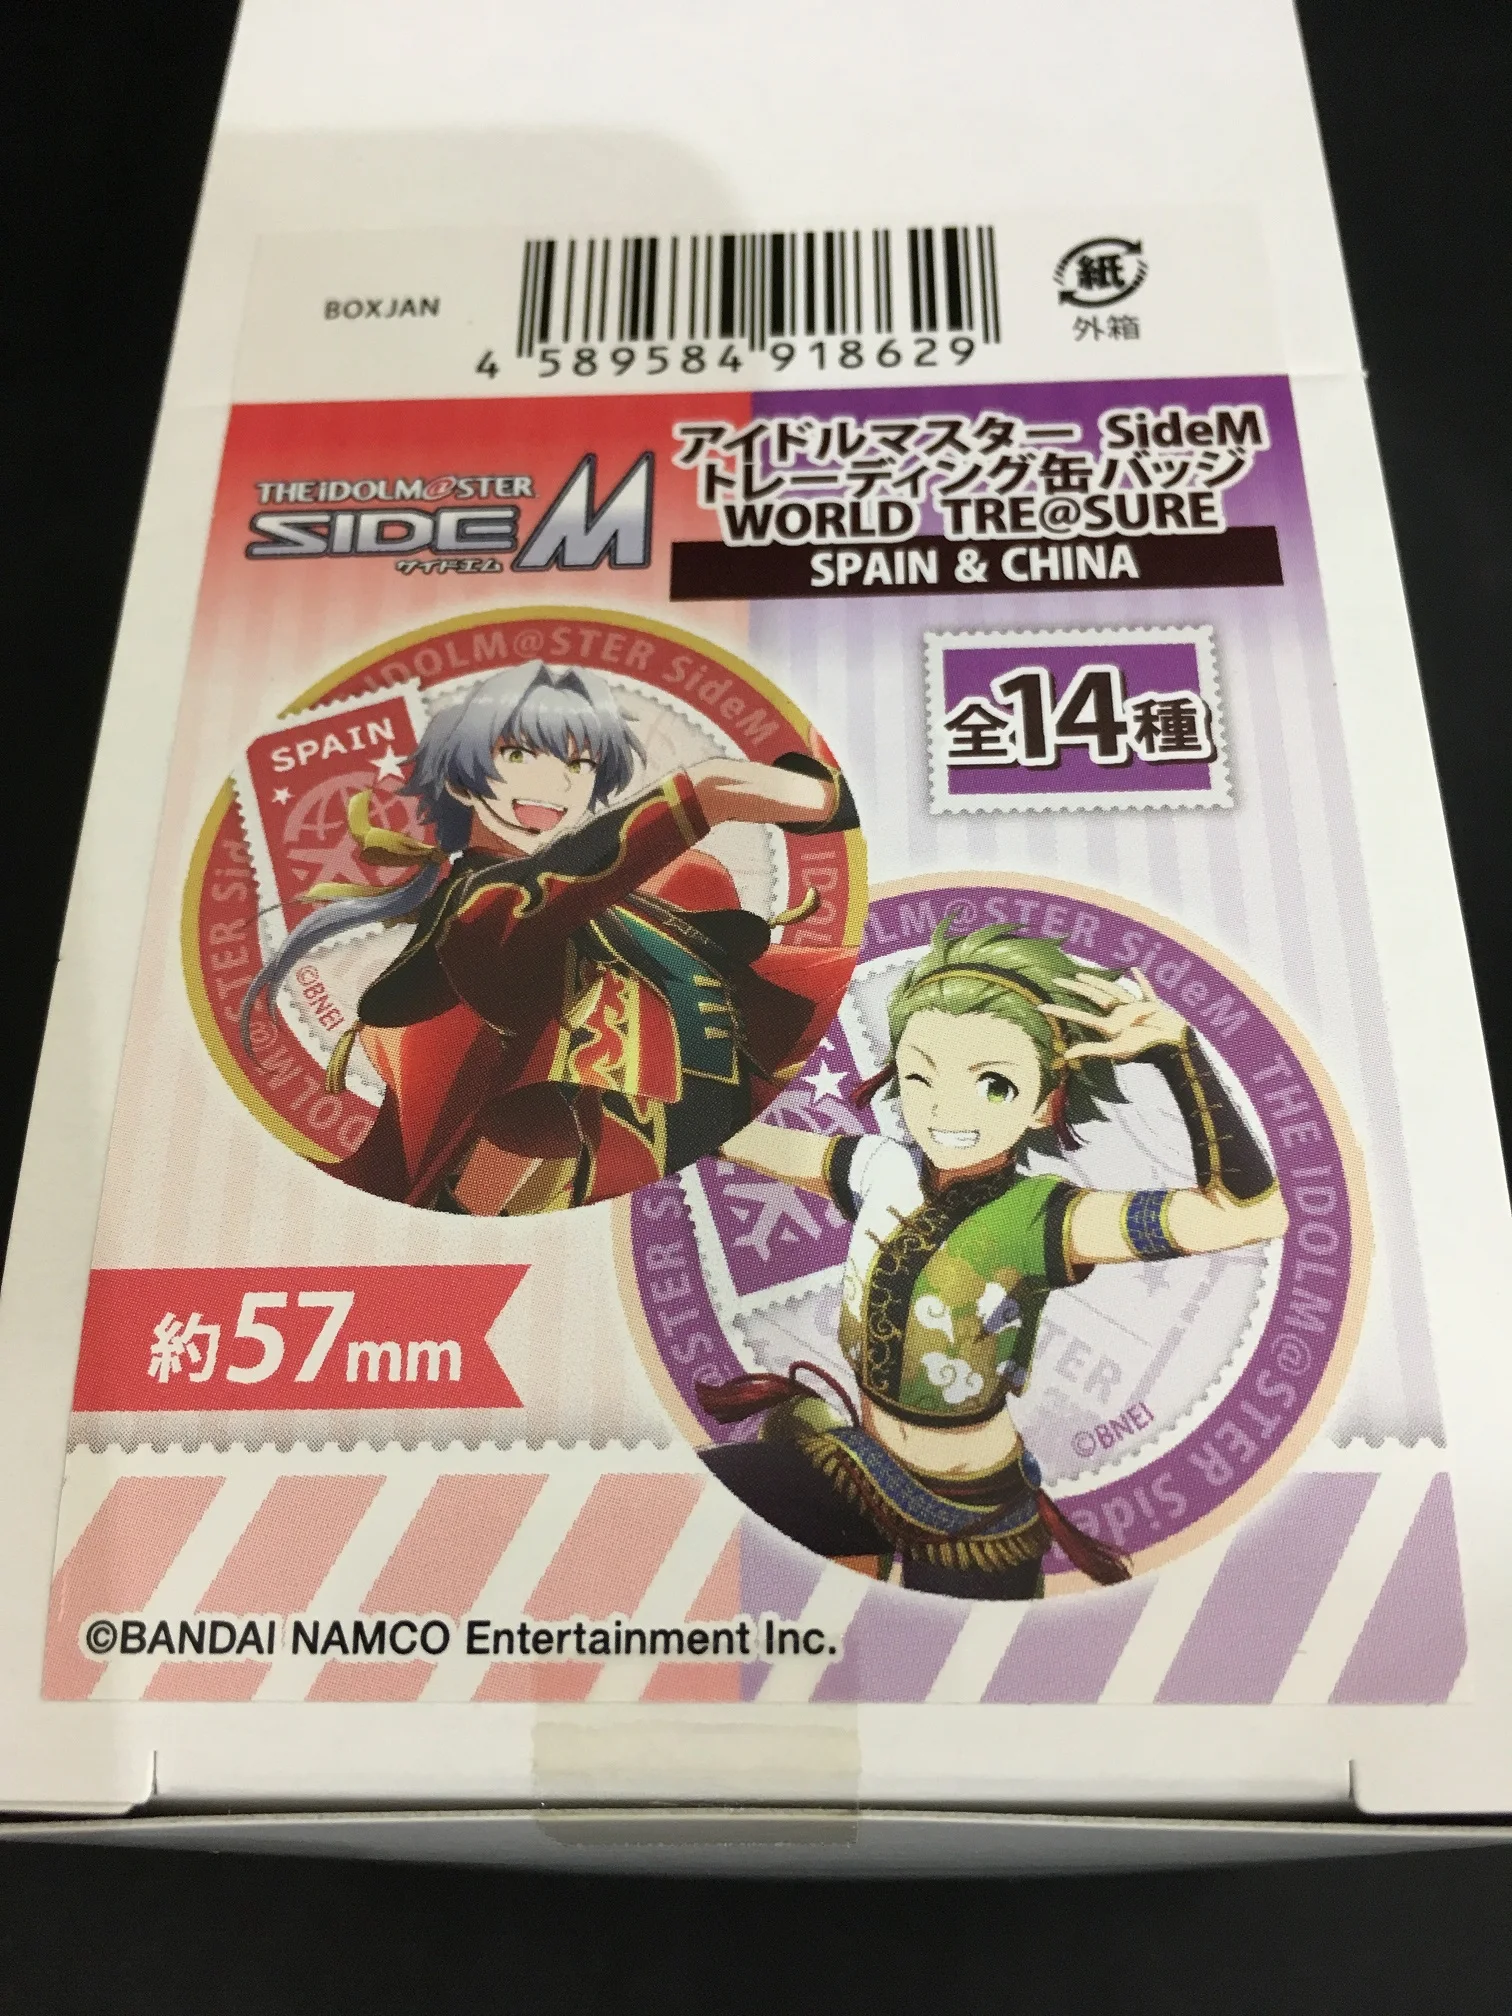 BOXJAN
4 589584 918629
紙
外箱
THE iDOLM@STER
SIDEM
サイドエム
アイドルマスター SideM
トレーディング缶バッジ
WORLD TRE@SURE
SPAIN & CHINA
全14種
IDOLM@STER SideM
SPAIN
©BNEI
IDOLM@STER SideM THE IDOLM@STER Side
©BNEI
約57mm
©BANDAI NAMCO Entertainment Inc.